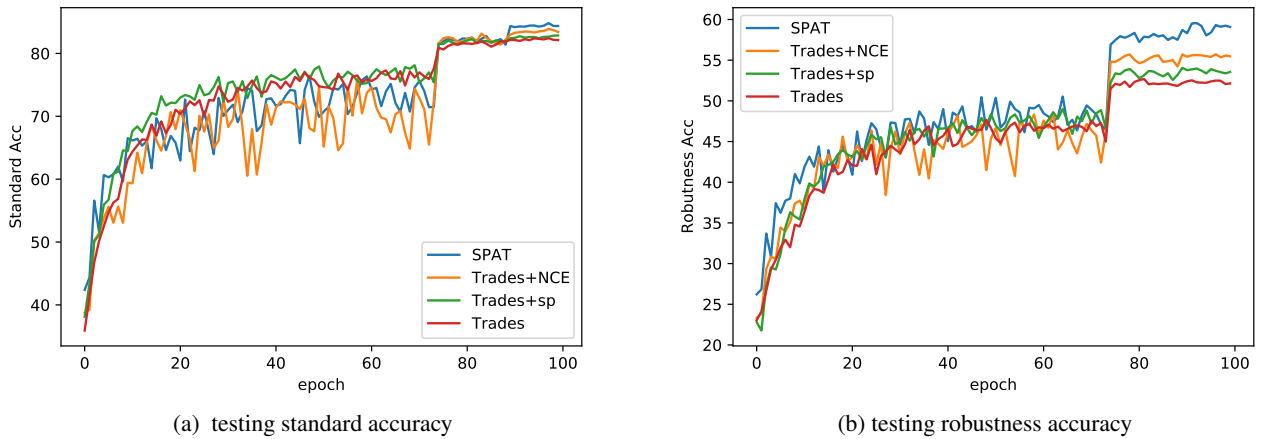 Standard Acc
80
70
60
50
40
0
20
40
60
80
100
epoch
SPAT
Trades+NCE
Trades+sp
Trades
(a) testing standard accuracy
Robutness Acc
60
55
50
45
40
35
30
25
20
0
20
40
60
80
100
epoch
SPAT
Trades+NCE
Trades+sp
Trades
(b) testing robustness accuracy